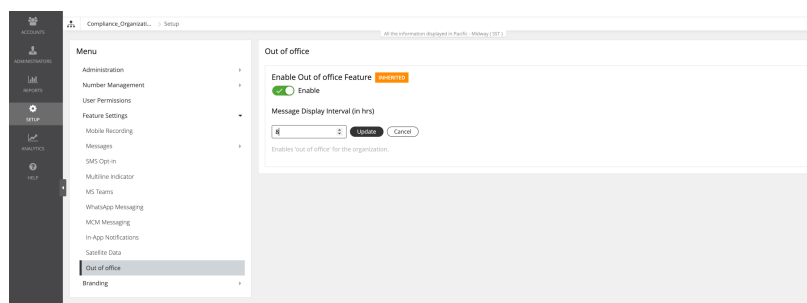 Compliance_Organizati... > Setup
All the information displayed in Pacific - Midway ( SST )
ACCOUNTS
ADMINISTRATORS
REPORTS
SETUP
ANALYTICS
HELP
Menu
Administration
Number Management
User Permissions
Feature Settings
Mobile Recording
Messages
SMS Opt-in
Multiline Indicator
MS Teams
WhatsApp Messaging
MCM Messaging
In-App Notifications
Satellite Data
Out of office
Branding
Out of office
Enable Out of office Feature INHERITED
Enable
Message Display Interval (in hrs)
8 Update Cancel
Enables 'out of office' for the organization.